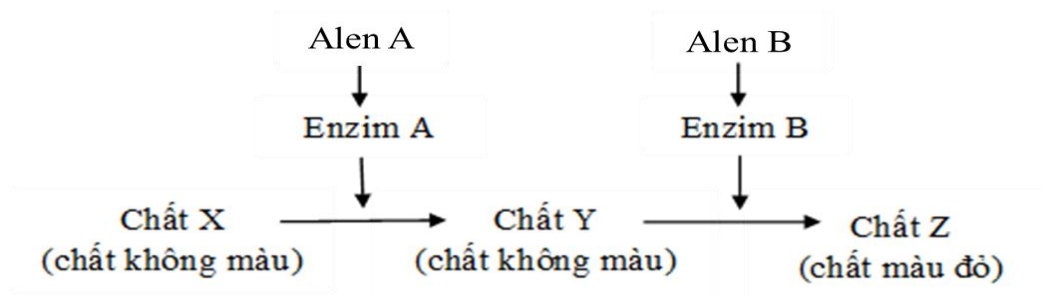 Alen A
Alen B
Enzim A
Enzim B
Chất X
(chất không màu)
Chất Y
(chất không màu)
Chất Z
(chất màu đỏ)